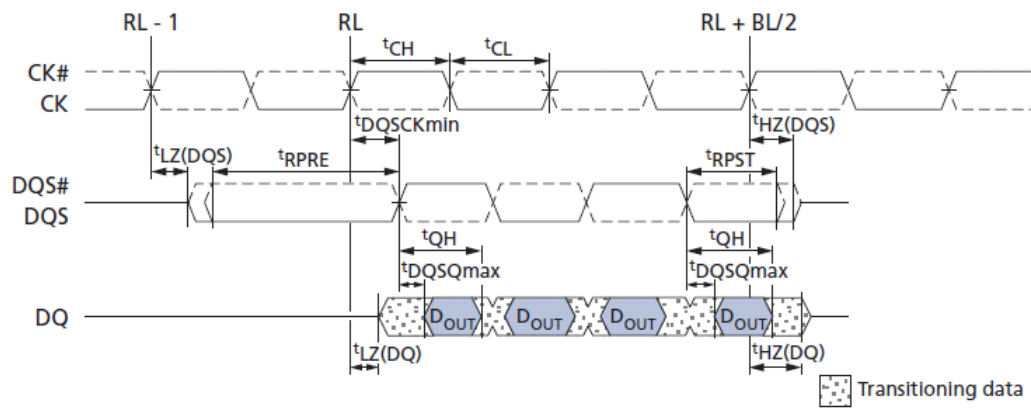 RL - 1 RL RL + BL/2
tCH tCL
CK#
CK
tDQSCKmin tHZ(DQS)
tLZ(DQS) tRPRE tRPST
DQS#
DQS
tQH tQH
tDQSQmax tDQSQmax
DQ DOUT DOUT DOUT DOUT
tLZ(DQ) tHZ(DQ)
Transitioning data